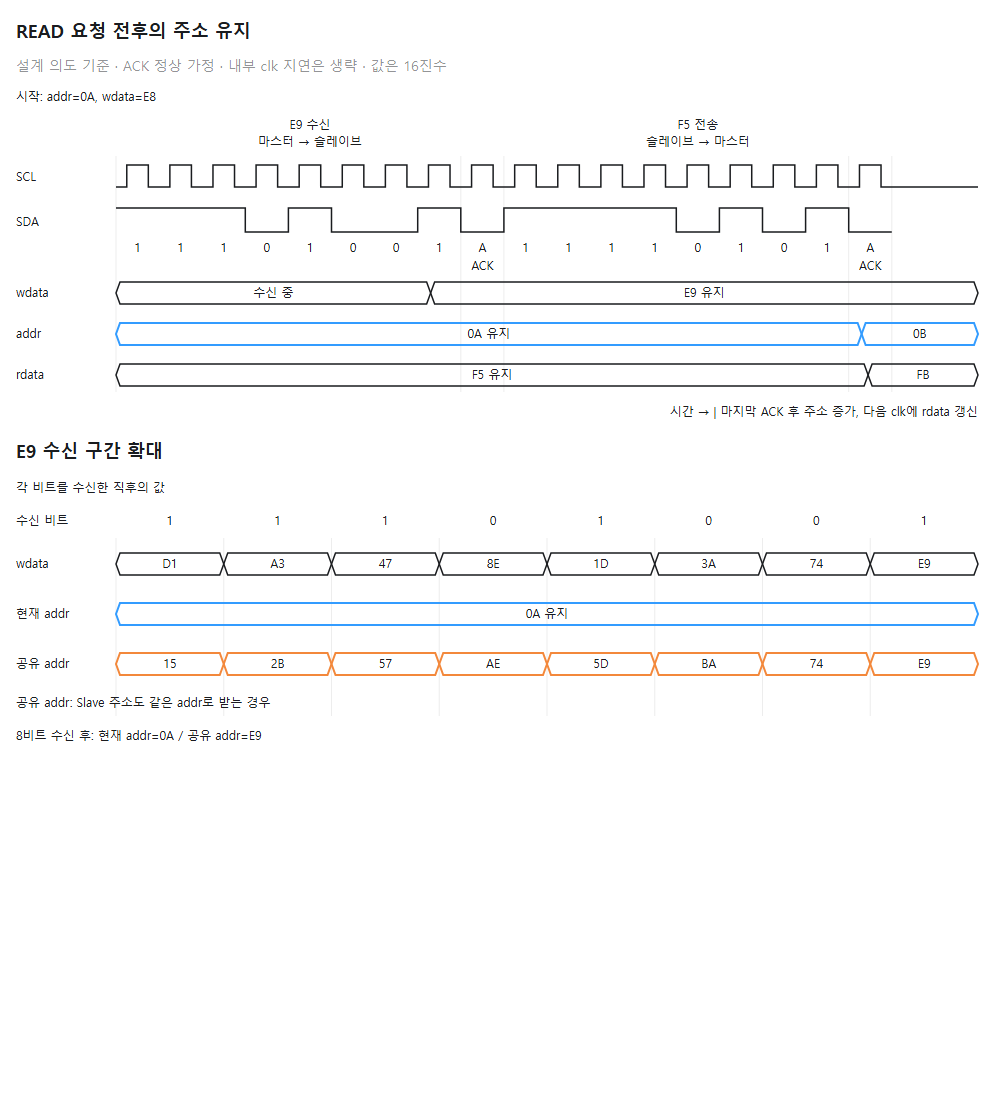 READ 요청 전후의 주소 유지
설계 의도 기준 · ACK 정상 가정 · 내부 clk 지연은 생략 · 값은 16진수
시작: addr=0A, wdata=E8
E9 수신 F5 전송
마스터 → 슬레이브 슬레이브 → 마스터
SCL
SDA
1 1 1 0 1 0 0 1 A 1 1 1 1 0 1 0 1 A
ACK ACK
wdata 수신 중 E9 유지
addr 0A 유지 0B
rdata F5 유지 FB
시간 → | 마지막 ACK 후 주소 증가, 다음 clk에 rdata 갱신
E9 수신 구간 확대
각 비트를 수신한 직후의 값
수신 비트 1 1 1 0 1 0 0 1
wdata D1 A3 47 8E 1D 3A 74 E9
현재 addr 0A 유지
공유 addr 15 2B 57 AE 5D BA 74 E9
공유 addr: Slave 주소도 같은 addr로 받는 경우
8비트 수신 후: 현재 addr=0A / 공유 addr=E9